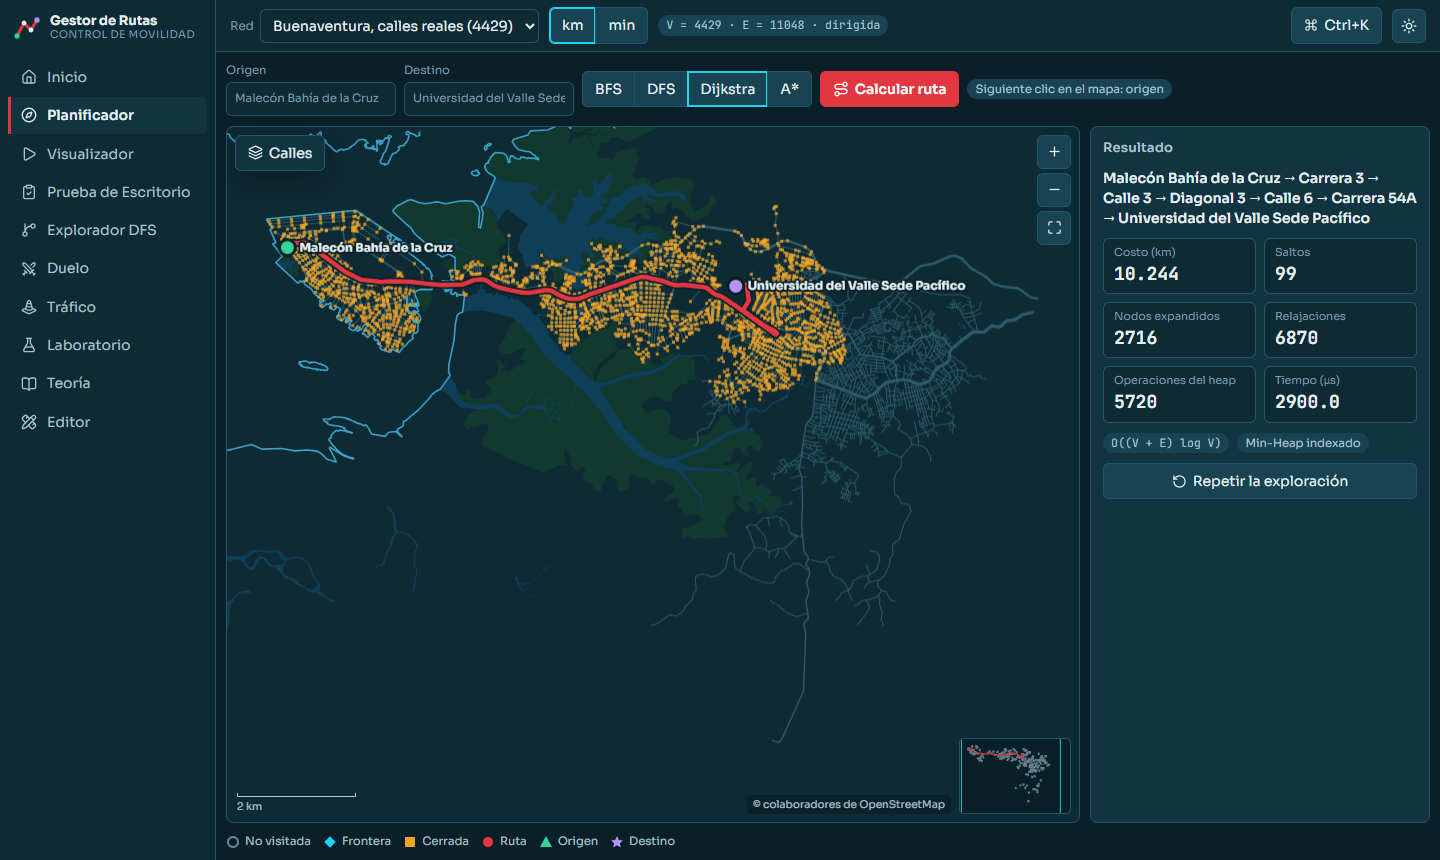 Gestor de Rutas
CONTROL DE MOVILIDAD
Inicio
Planificador
Visualizador
Prueba de Escritorio
Explorador DFS
Duelo
Tráfico
Laboratorio
Teoría
Editor
Red
Buenaventura, calles reales (4429)
km
min
V = 4429 · E = 11048 · dirigida
⌘ Ctrl+K
Origen
Malecón Bahía de la Cruz
Destino
Universidad del Valle Sede
BFS
DFS
Dijkstra
A*
Calcular ruta
Siguiente clic en el mapa: origen
Calles
+
−
Malecón Bahía de la Cruz
Universidad del Valle Sede Pacífico
2 km
© colaboradores de OpenStreetMap
No visitada
Frontera
Cerrada
Ruta
Origen
Destino
Resultado
Malecón Bahía de la Cruz → Carrera 3 →
Calle 3 → Diagonal 3 → Calle 6 → Carrera 54A
→ Universidad del Valle Sede Pacífico
Costo (km)
10.244
Saltos
99
Nodos expandidos
2716
Relajaciones
6870
Operaciones del heap
5720
Tiempo (µs)
2900.0
O((V + E) log V)
Min-Heap indexado
Repetir la exploración